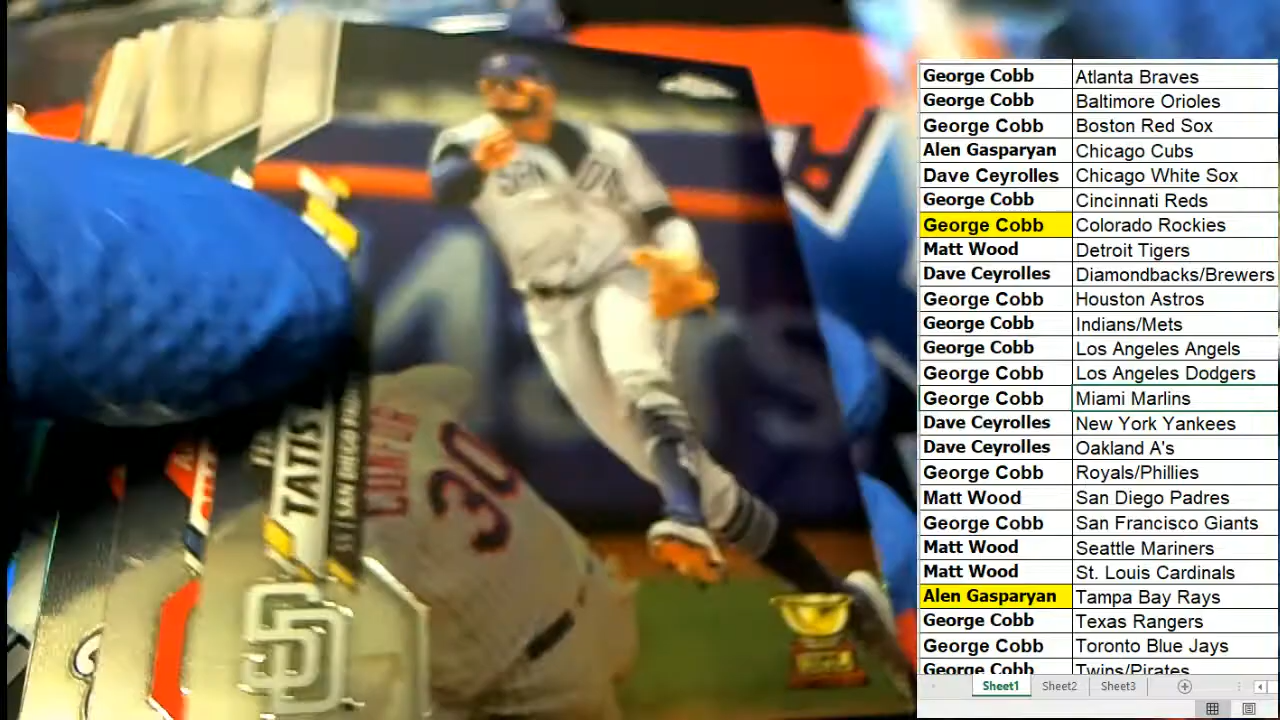 SAN
TATIS
SS | SAN DIEGO
SD
30
George Cobb Atlanta Braves
George Cobb Baltimore Orioles
George Cobb Boston Red Sox
Alen Gasparyan Chicago Cubs
Dave Ceyrolles Chicago White Sox
George Cobb Cincinnati Reds
George Cobb Colorado Rockies
Matt Wood Detroit Tigers
Dave Ceyrolles Diamondbacks/Brewers
George Cobb Houston Astros
George Cobb Indians/Mets
George Cobb Los Angeles Angels
George Cobb Los Angeles Dodgers
George Cobb Miami Marlins
Dave Ceyrolles New York Yankees
Dave Ceyrolles Oakland A's
George Cobb Royals/Phillies
Matt Wood San Diego Padres
George Cobb San Francisco Giants
Matt Wood Seattle Mariners
Matt Wood St. Louis Cardinals
Alen Gasparyan Tampa Bay Rays
George Cobb Texas Rangers
George Cobb Toronto Blue Jays
George Cobb Twins/Pirates
Sheet1 Sheet2 Sheet3